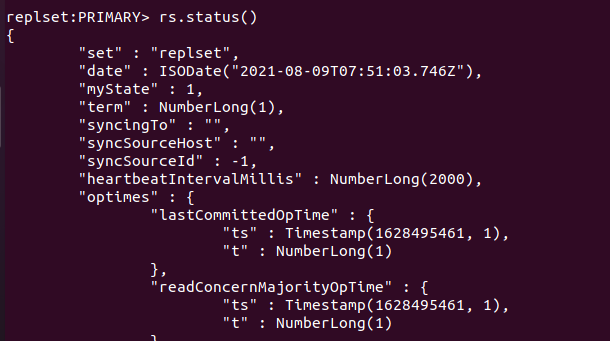 replset:PRIMARY> rs.status()
{
        "set" : "replset",
        "date" : ISODate("2021-08-09T07:51:03.746Z"),
        "myState" : 1,
        "term" : NumberLong(1),
        "syncingTo" : "",
        "syncSourceHost" : "",
        "syncSourceId" : -1,
        "heartbeatIntervalMillis" : NumberLong(2000),
        "optimes" : {
                "lastCommittedOpTime" : {
                        "ts" : Timestamp(1628495461, 1),
                        "t" : NumberLong(1)
                },
                "readConcernMajorityOpTime" : {
                        "ts" : Timestamp(1628495461, 1),
                        "t" : NumberLong(1)